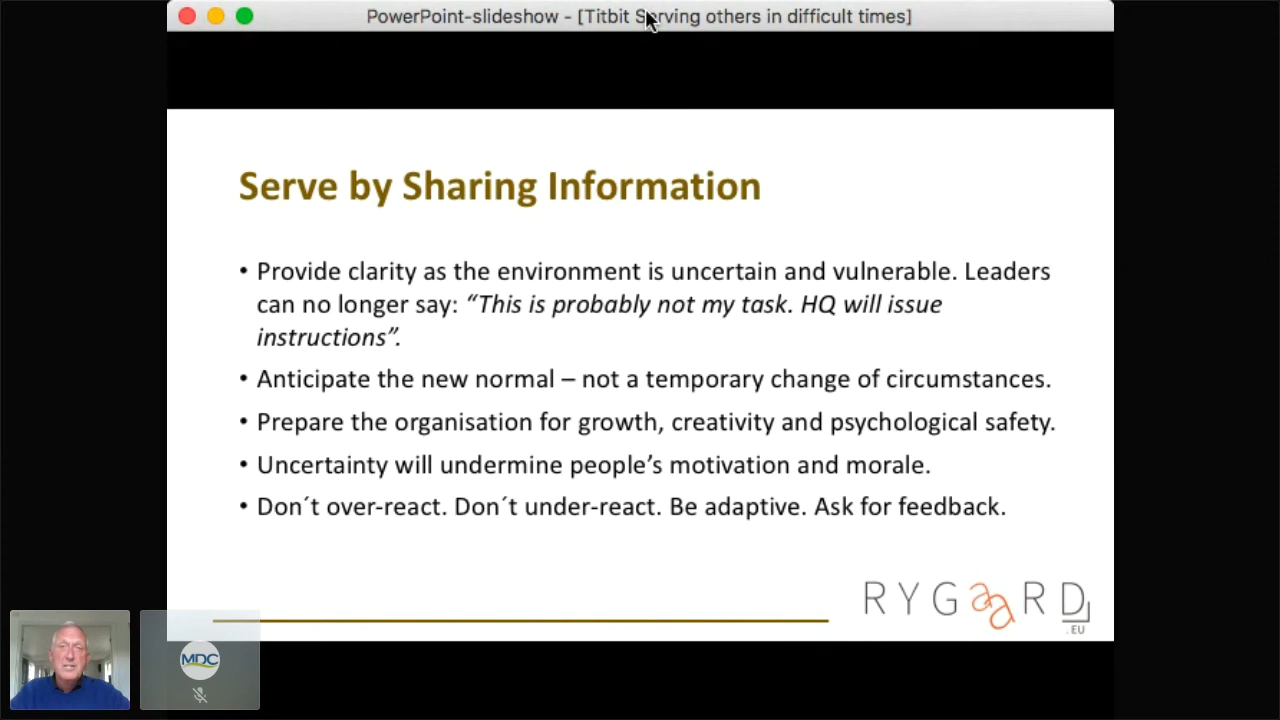 PowerPoint-slideshow - [Titbit Serving others in difficult times]
Serve by Sharing Information
• Provide clarity as the environment is uncertain and vulnerable. Leaders
can no longer say: “This is probably not my task. HQ will issue
instructions”.
• Anticipate the new normal – not a temporary change of circumstances.
• Prepare the organisation for growth, creativity and psychological safety.
• Uncertainty will undermine people’s motivation and morale.
• Don´t over-react. Don´t under-react. Be adaptive. Ask for feedback.
RYGaaRD
.EU
MDC